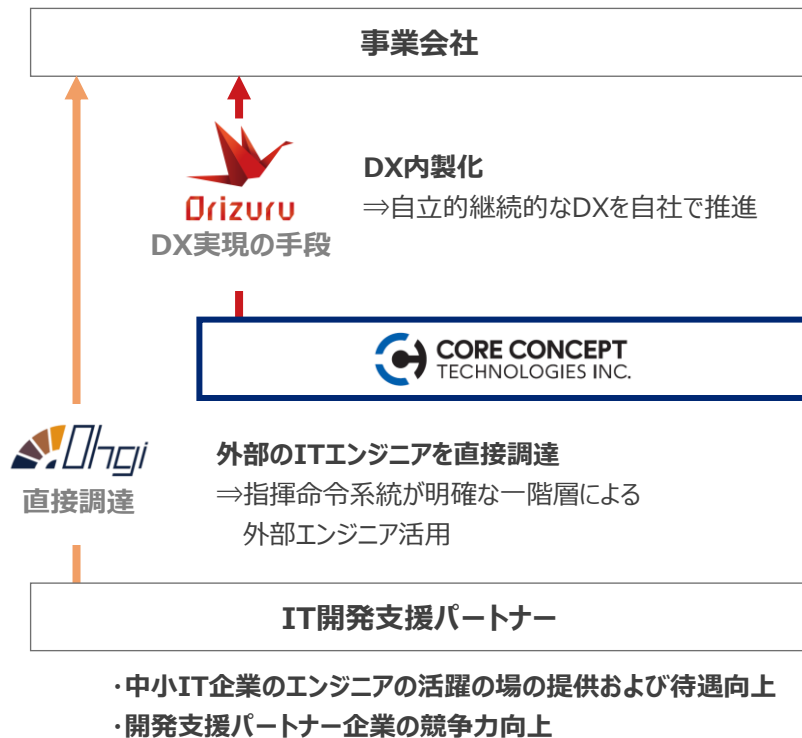 事業会社
Orizuru
DX実現の手段
DX内製化
⇒自立的継続的なDXを自社で推進
CORE CONCEPT
TECHNOLOGIES INC.
Ohgi
直接調達
外部のITエンジニアを直接調達
⇒指揮命令系統が明確な一階層による
外部エンジニア活用
IT開発支援パートナー
・中小IT企業のエンジニアの活躍の場の提供および待遇向上
・開発支援パートナー企業の競争力向上